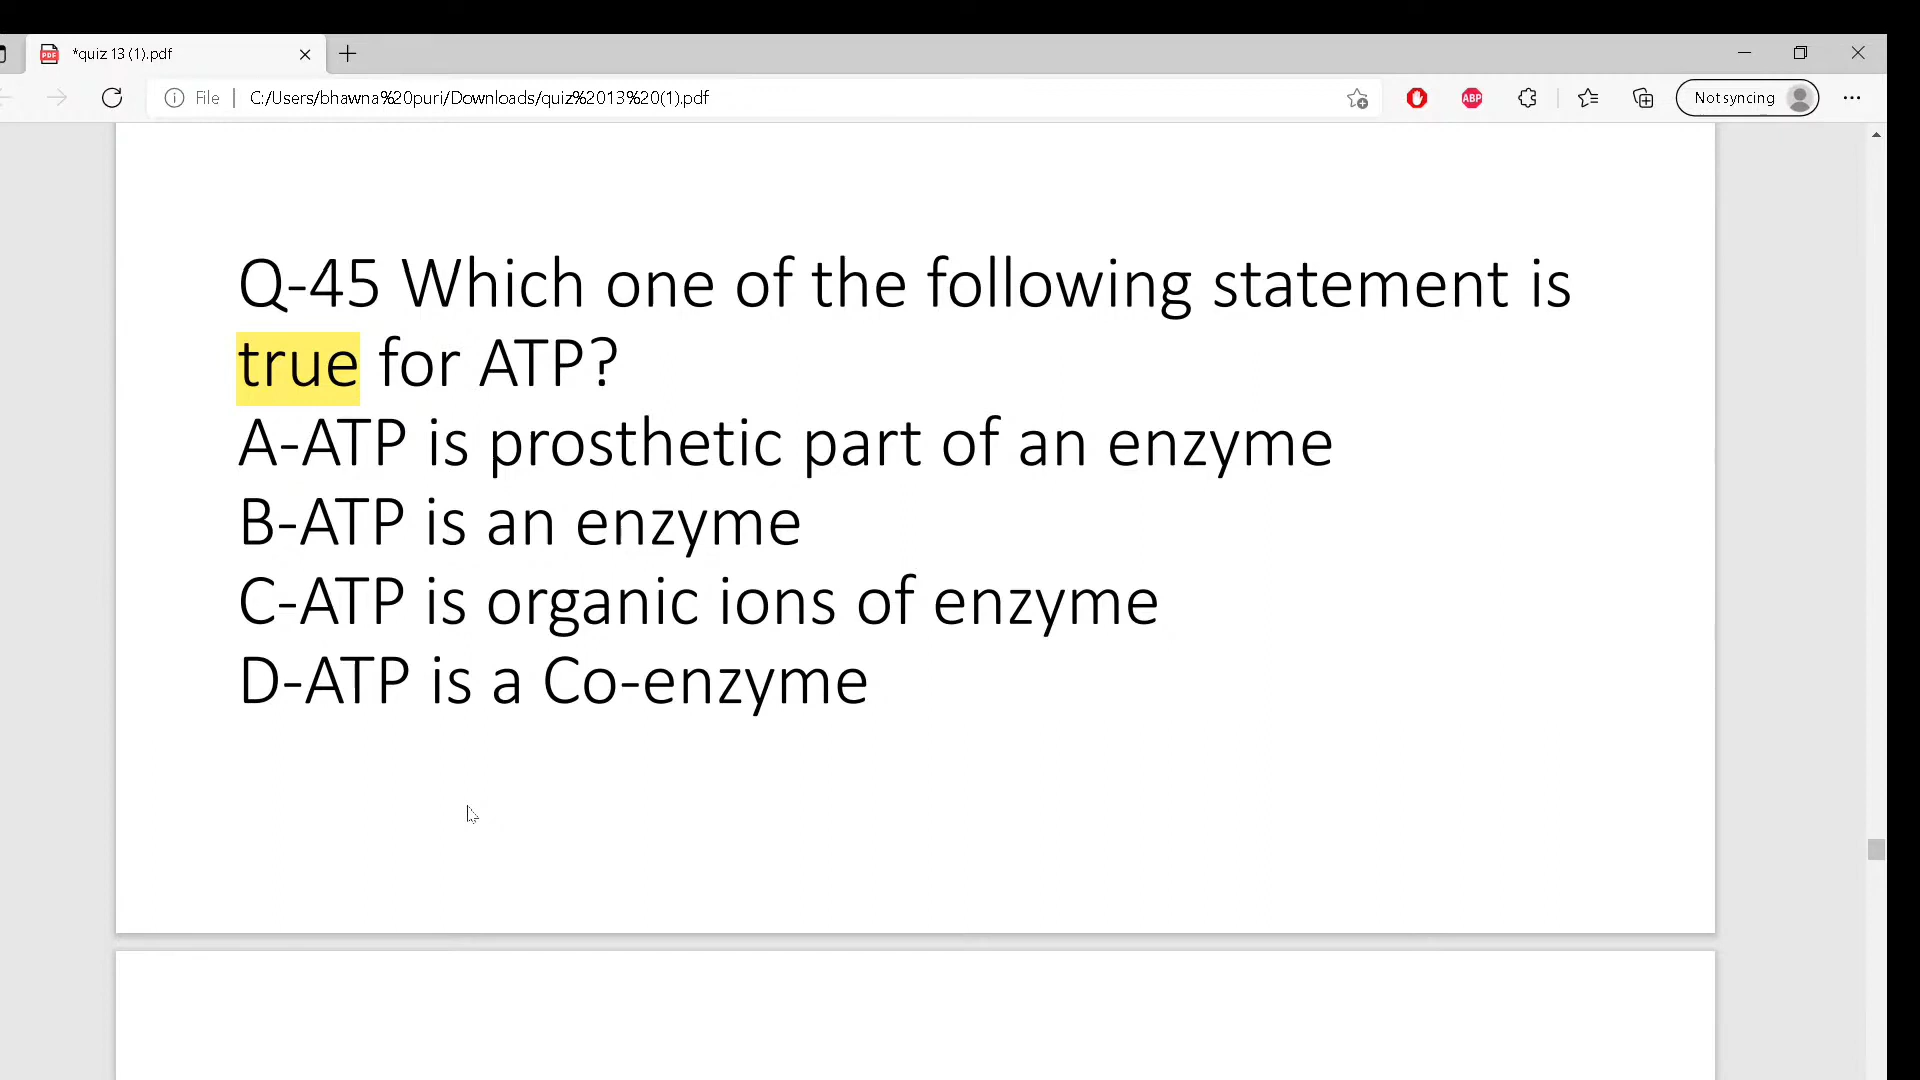 *quiz 13 (1).pdf
File
C:/Users/bhawna%20puri/Downloads/quiz%2013%20(1).pdf
ABP
Not syncing
Q-45 Which one of the following statement is
true for ATP?
A-ATP is prosthetic part of an enzyme
B-ATP is an enzyme
C-ATP is organic ions of enzyme
D-ATP is a Co-enzyme